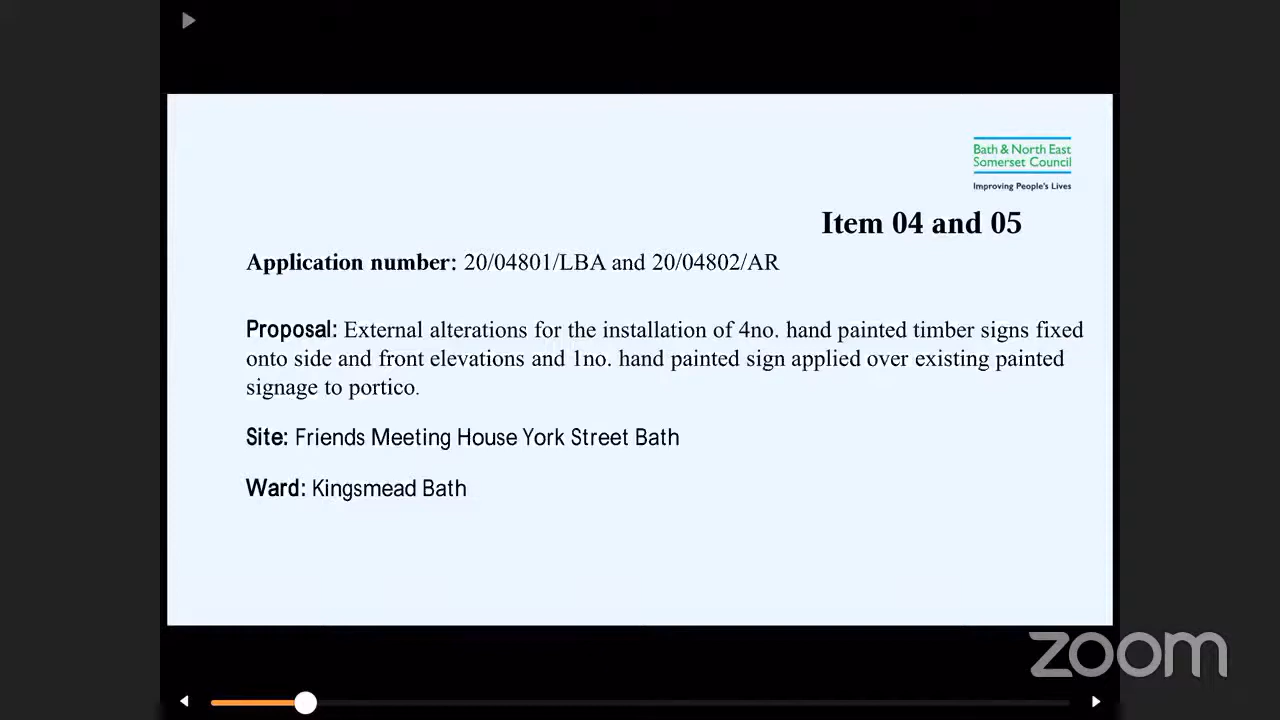 Bath & North East
Somerset Council
Improving People's Lives
Item 04 and 05
Application number: 20/04801/LBA and 20/04802/AR
Proposal: External alterations for the installation of 4no. hand painted timber signs fixed
onto side and front elevations and 1no. hand painted sign applied over existing painted
signage to portico.
Site: Friends Meeting House York Street Bath
Ward: Kingsmead Bath
zoom